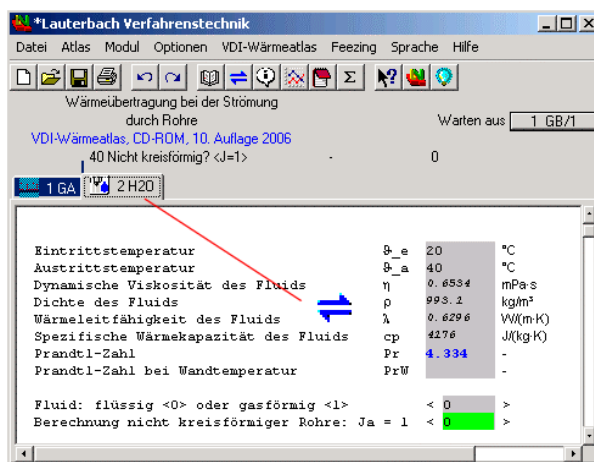 *Lauterbach Verfahrenstechnik
Datei Atlas Modul Optionen VDI-Wärmeatlas Feezing Sprache Hilfe
Wärmeübertragung bei der Strömung
durch Rohre
Warten aus 1 GB/1
VDI-Wärmeatlas, CD-ROM, 10. Auflage 2006
40 Nicht kreisförmig? <J=1> - 0
1 GA 2 H2O
Eintrittstemperatur ϑ_e 20 °C
Austrittstemperatur ϑ_a 40 °C
Dynamische Viskosität des Fluids η 0.6534 mPa·s
Dichte des Fluids ρ 993.2 kg/m³
Wärmeleitfähigkeit des Fluids λ 0.6296 W/(m·K)
Spezifische Wärmekapazität des Fluids cp 4176 J/(kg·K)
Prandtl-Zahl Pr 4.334 -
Prandtl-Zahl bei Wandtemperatur PrW -
Fluid: flüssig <0> oder gasförmig <1> < 0 >
Berechnung nicht kreisförmiger Rohre: Ja = 1 < 0 >